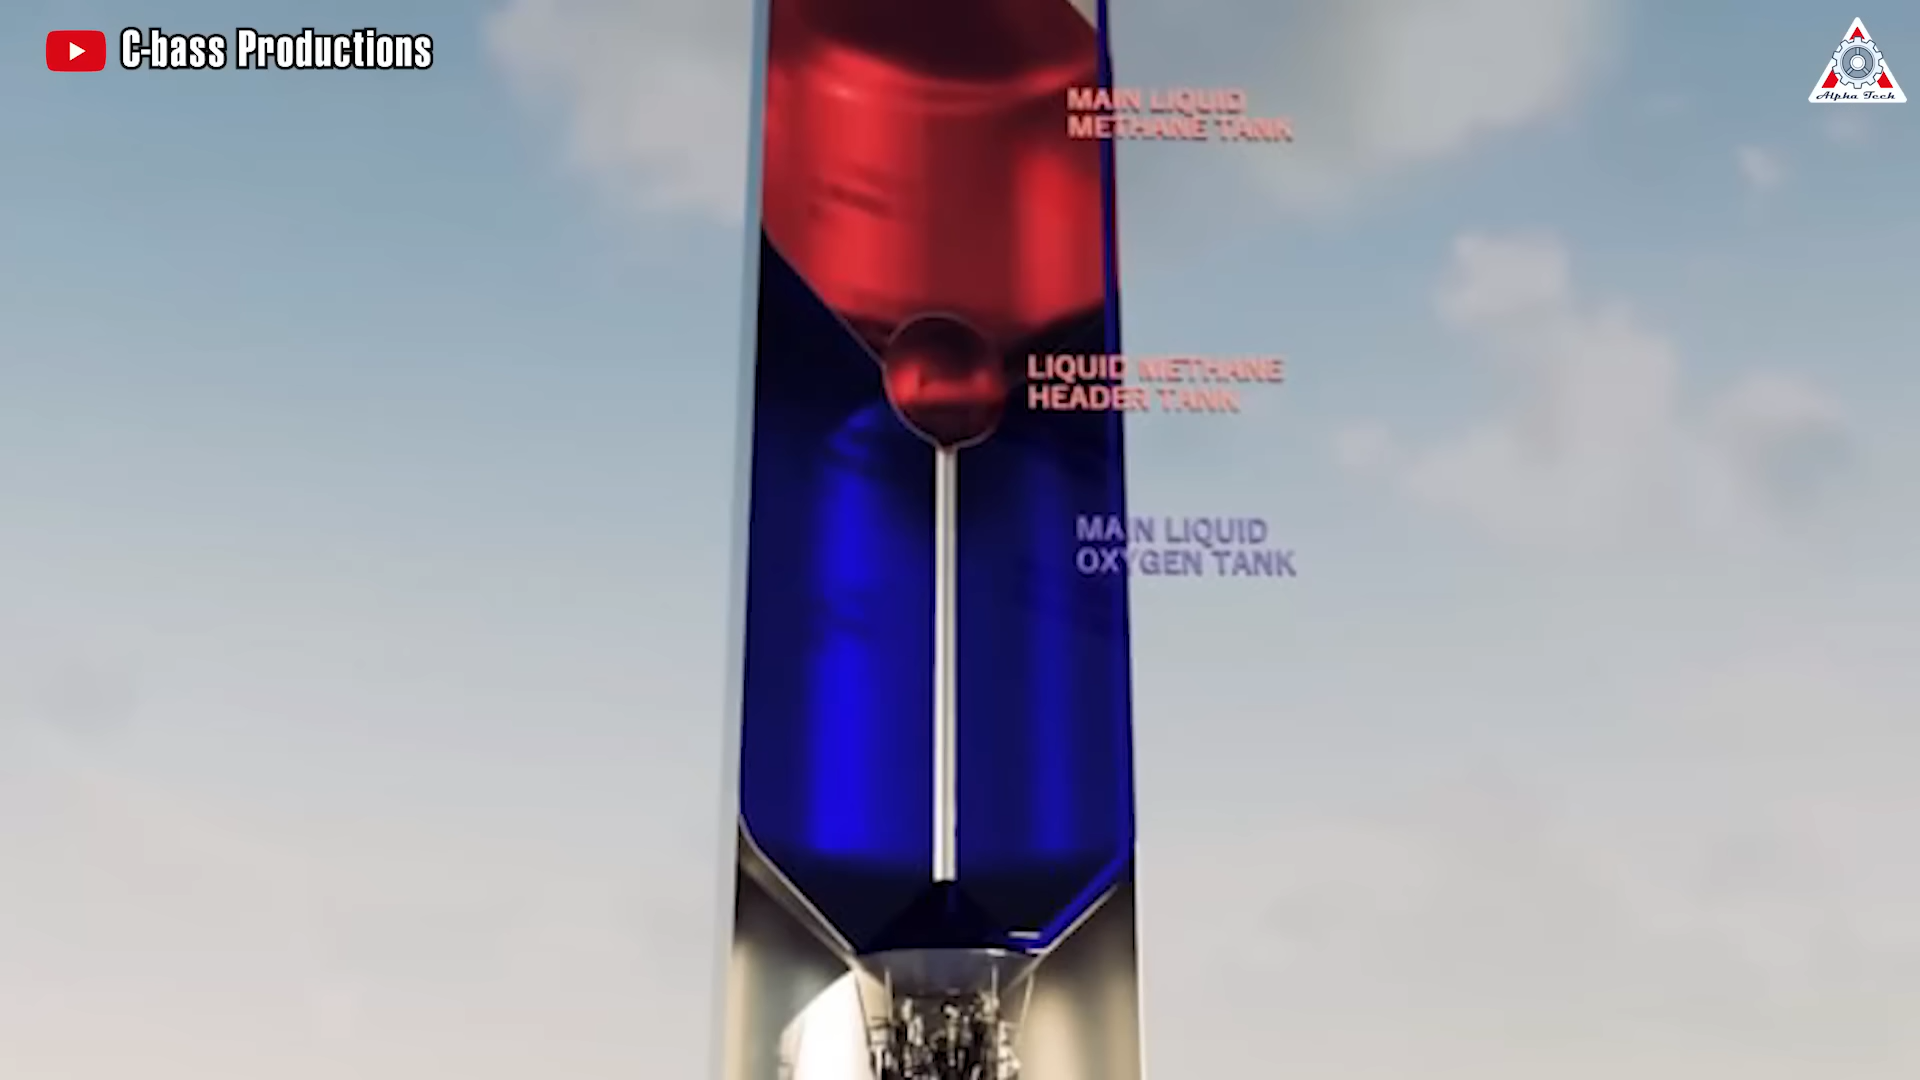 C-bass Productions
Alpha Tech
MAIN LIQUID
METHANE TANK
LIQUID METHANE
HEADER TANK
MAIN LIQUID
OXYGEN TANK